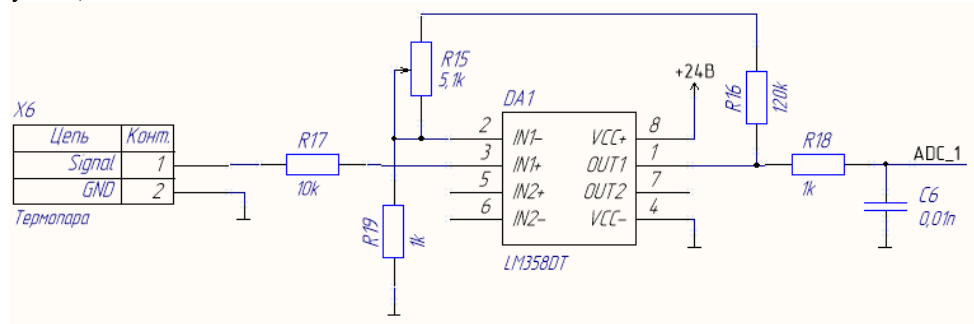 R15
5,1k
+24В
R16
120k
X6
Цепь Конт.
Signal 1
GND 2
Термопара
R17
10k
R19
1k
DA1
2 IN1– VCC+ 8
3 IN1+ OUT1 1
5 IN2+ OUT2 7
6 IN2– VCC– 4
LM358DT
R18
1k
ADC_1
C6
0,01n